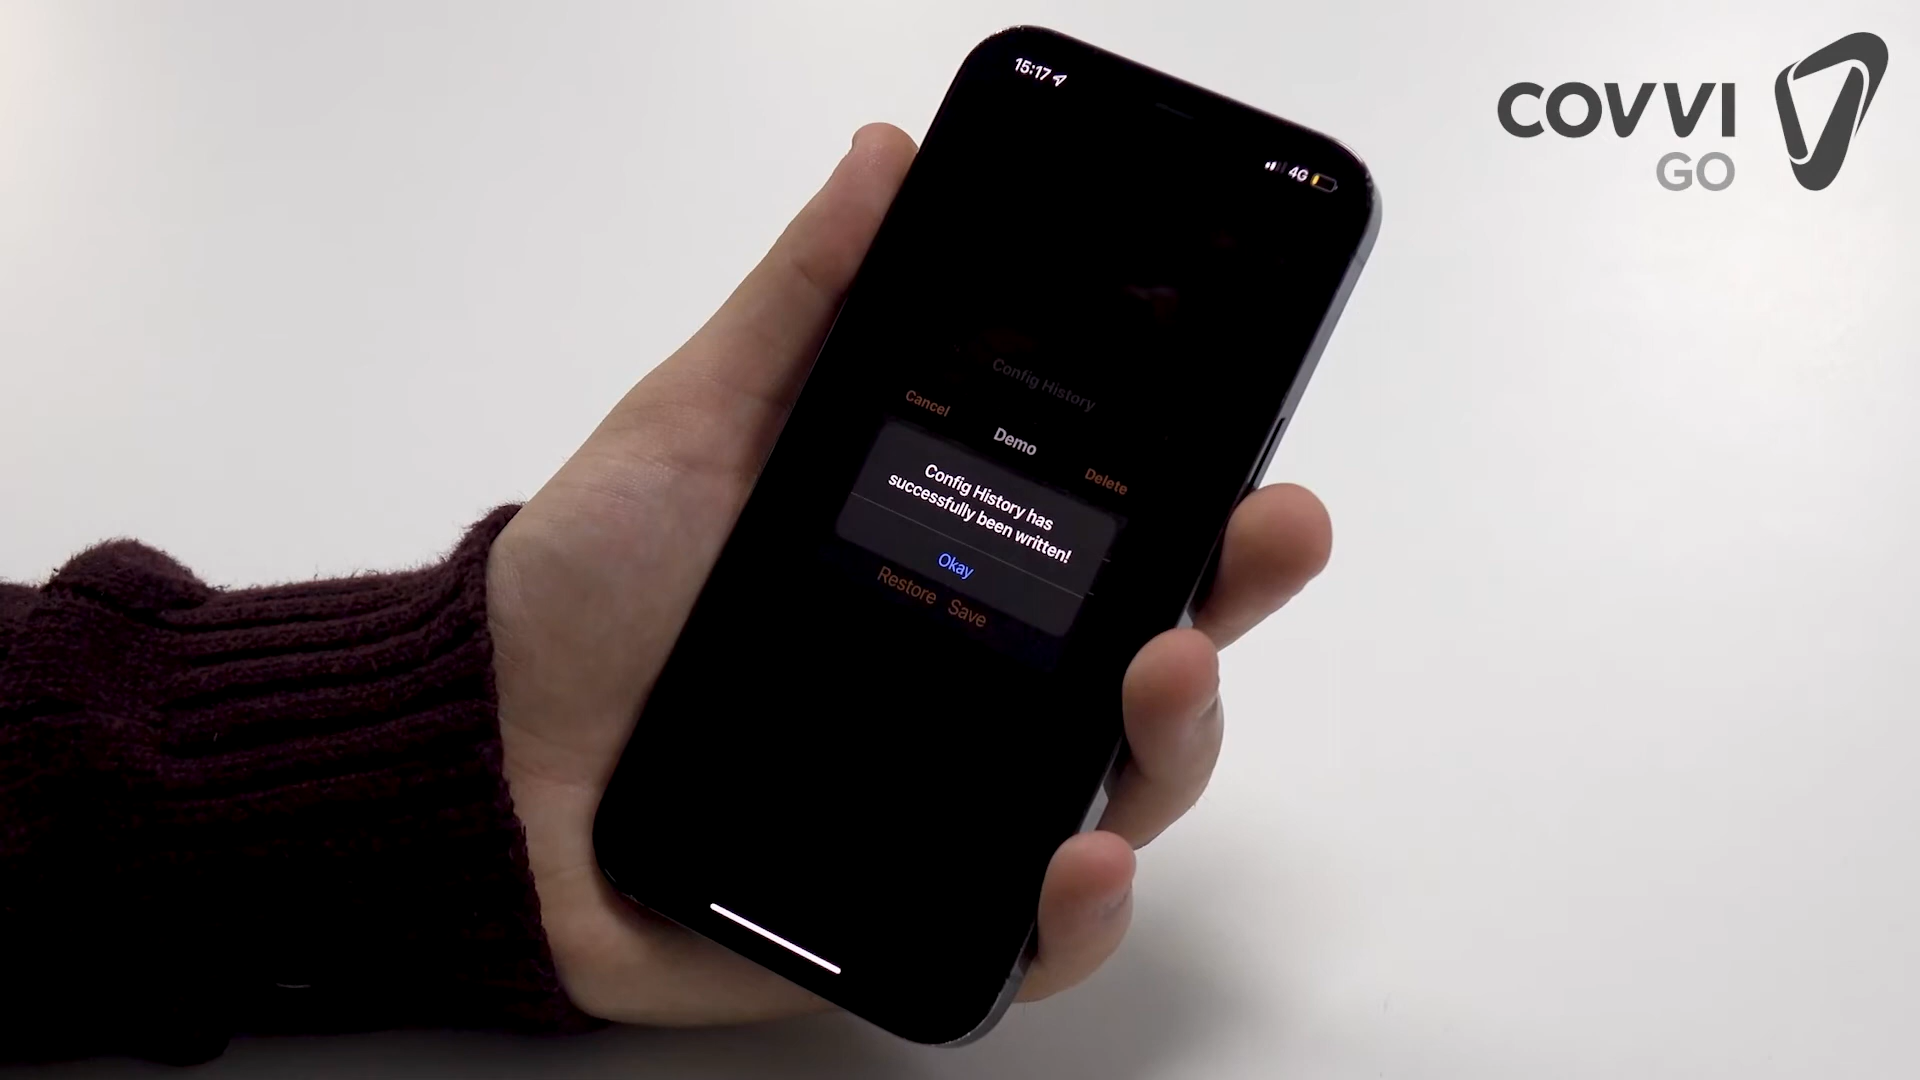 15:17
4G
COVVI
GO
Config History
Cancel
Demo
Delete
Config History has
successfully been written!
Okay
Restore Save